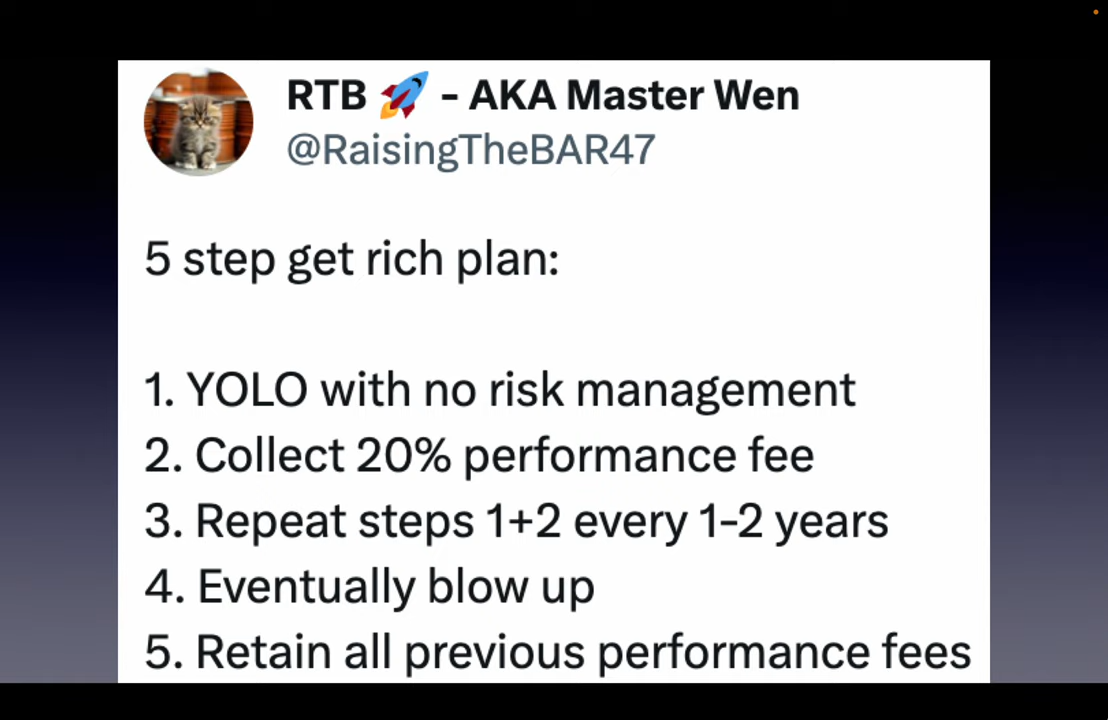 RTB 🚀 - AKA Master Wen
@RaisingTheBAR47
5 step get rich plan:
1. YOLO with no risk management
2. Collect 20% performance fee
3. Repeat steps 1+2 every 1-2 years
4. Eventually blow up
5. Retain all previous performance fees